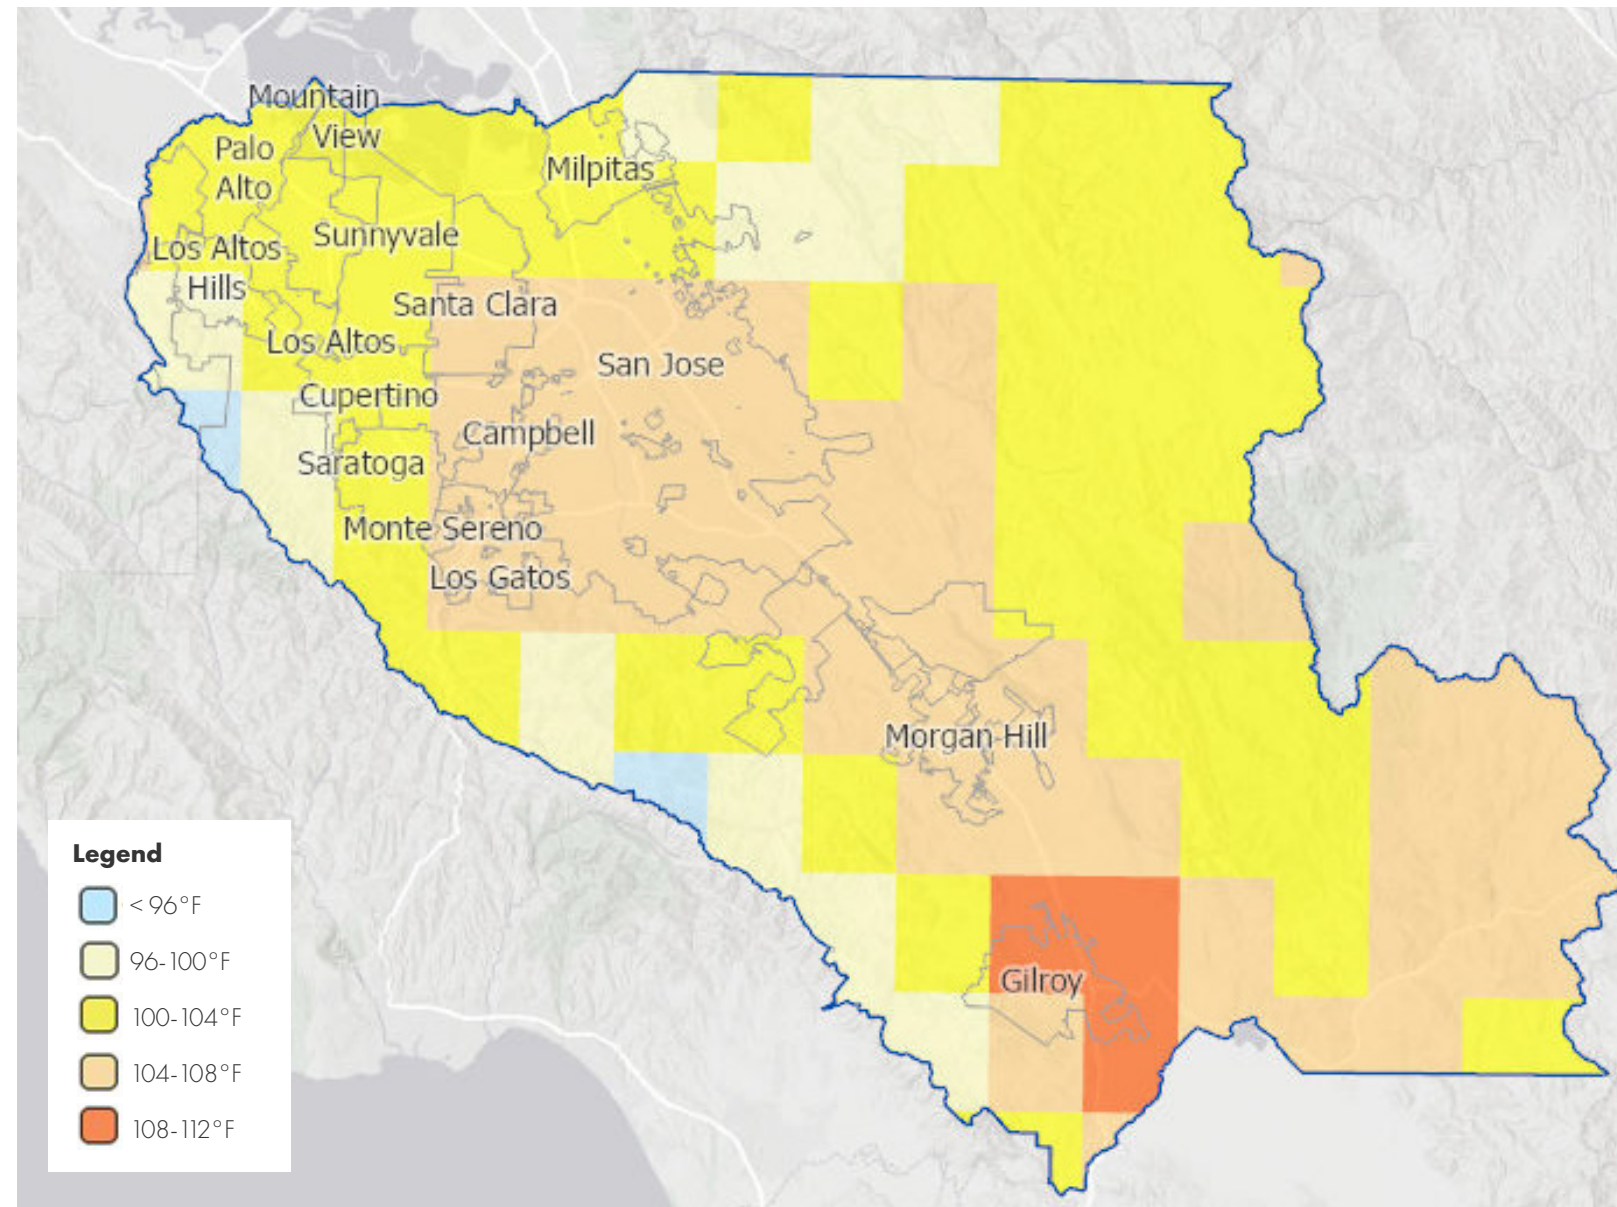 Mountain
View
Palo
Alto
Milpitas
Los Altos
Hills
Sunnyvale
Santa Clara
Los Altos
San Jose
Cupertino
Campbell
Saratoga
Monte Sereno
Los Gatos
Morgan Hill
Gilroy
Legend
< 96°F
96-100°F
100-104°F
104-108°F
108-112°F